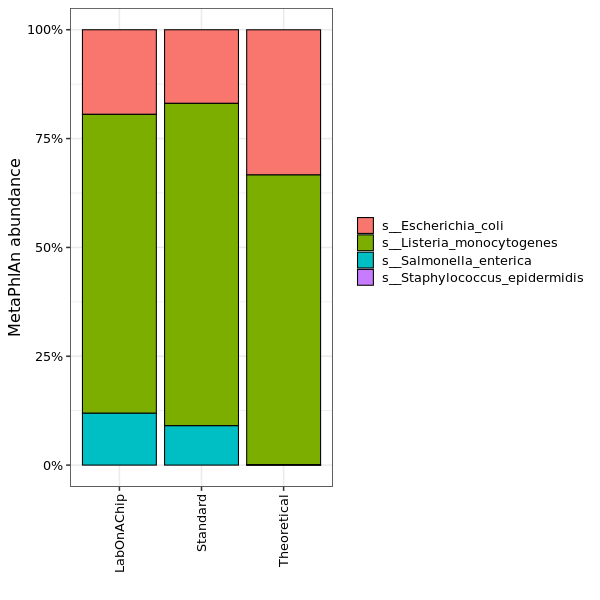 MetaPhlAn abundance
100%
75%
50%
25%
0%
LabOnAChip
Standard
Theoretical
s__Escherichia_coli
s__Listeria_monocytogenes
s__Salmonella_enterica
s__Staphylococcus_epidermidis